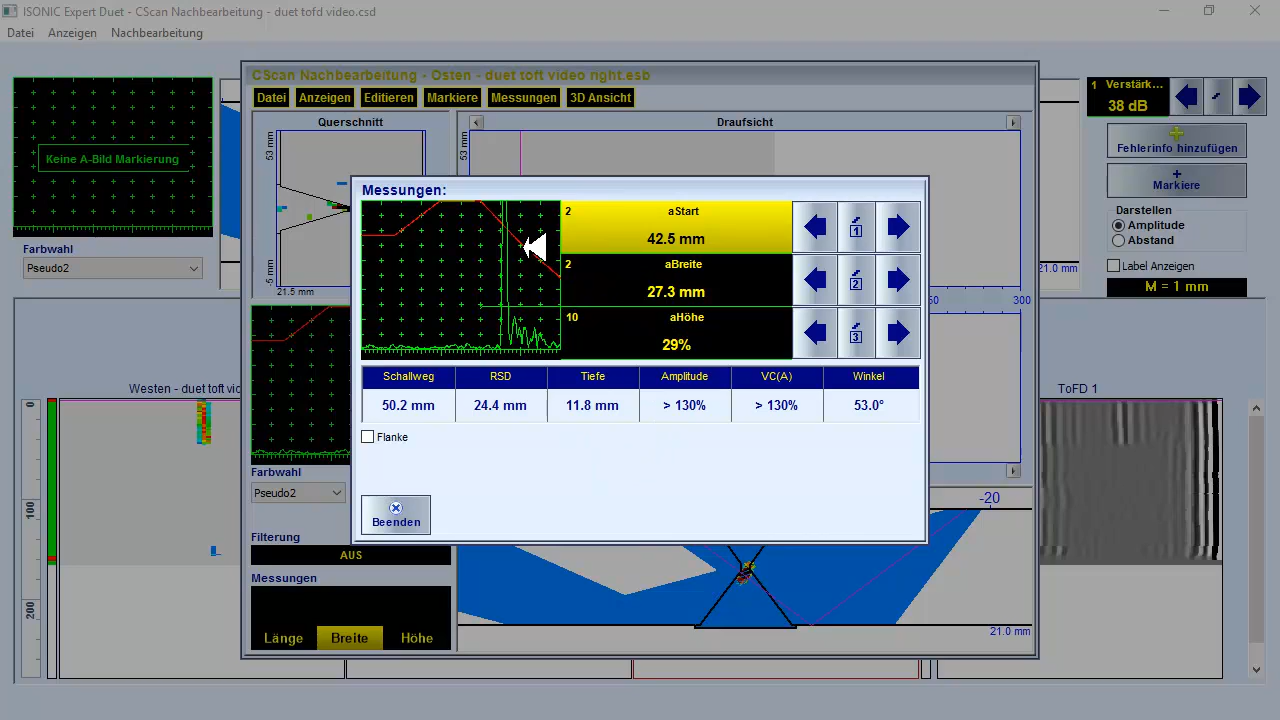 ISONIC Expert Duet - CScan Nachbearbeitung - duet tofd video.csd
Datei Anzeigen Nachbearbeitung
Keine A-Bild Markierung
Farbwahl
Pseudo2
CScan Nachbearbeitung - Osten - duet toft video right.esb
Datei Anzeigen Editieren Markiere Messungen 3D Ansicht
Querschnitt
53 mm
-5 mm
21.5 mm
Draufsicht
53 mm
300
1 Verstärk...
38 dB
Fehlerinfo hinzufügen
Markiere
Darstellen
Amplitude
Abstand
Label Anzeigen
M = 1 mm
21.0 mm
Messungen:
2 aStart
42.5 mm
1
2 aBreite
27.3 mm
2
10 aHöhe
29%
3
Schallweg RSD Tiefe Amplitude VC(A) Winkel
50.2 mm 24.4 mm 11.8 mm > 130% > 130% 53.0°
Flanke
Beenden
Westen - duet toft vid
ToFD 1
0
100
200
Farbwahl
Pseudo2
Filterung
AUS
Messungen
Länge Breite Höhe
-20
21.0 mm